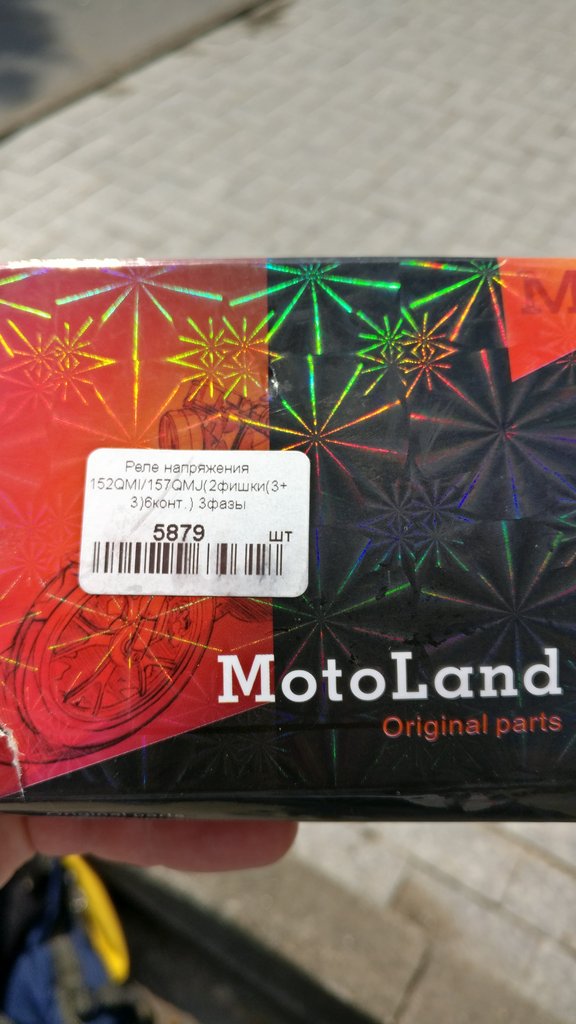 M
Реле напряжения
152QMI/157QMJ(2фишки(3+
3)6конт.) 3фазы
5879 шт
MotoLand
Original parts